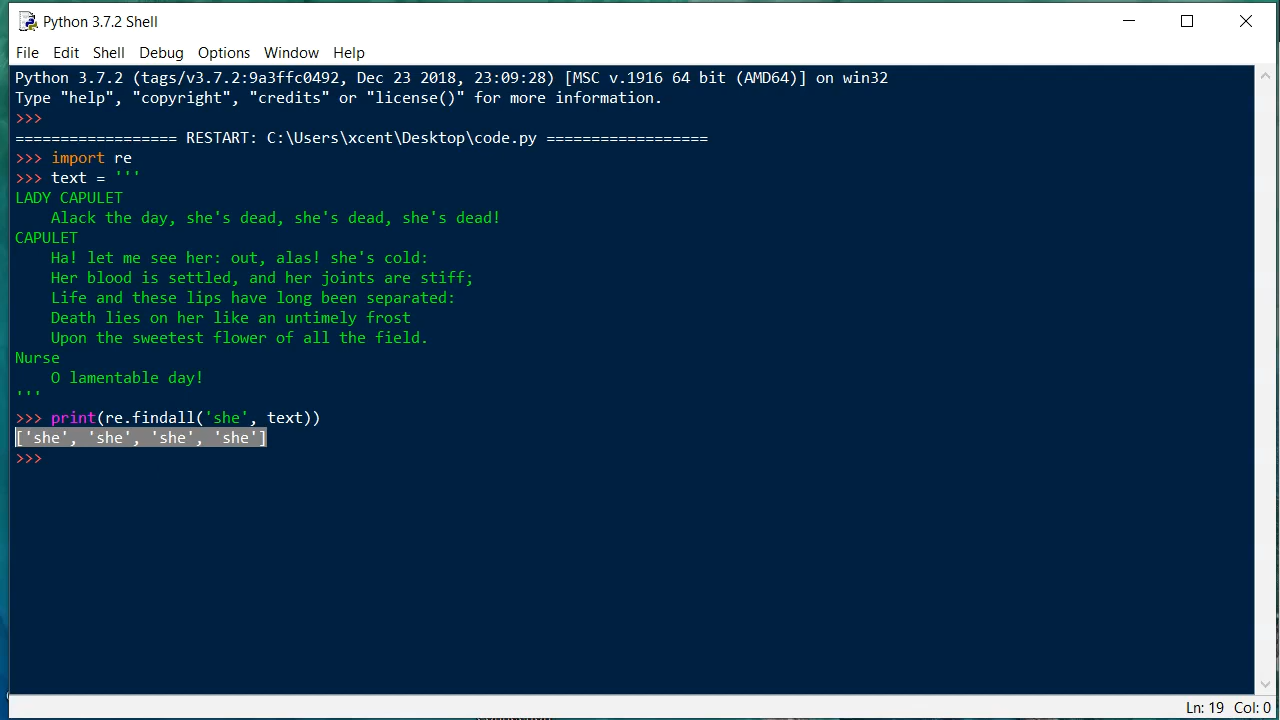 Python 3.7.2 Shell
File Edit Shell Debug Options Window Help
Python 3.7.2 (tags/v3.7.2:9a3ffc0492, Dec 23 2018, 23:09:28) [MSC v.1916 64 bit (AMD64)] on win32
Type "help", "copyright", "credits" or "license()" for more information.
>>>
================== RESTART: C:\Users\xcent\Desktop\code.py ==================
>>> import re
>>> text = '''
LADY CAPULET
    Alack the day, she's dead, she's dead, she's dead!
CAPULET
    Ha! let me see her: out, alas! she's cold:
    Her blood is settled, and her joints are stiff;
    Life and these lips have long been separated:
    Death lies on her like an untimely frost
    Upon the sweetest flower of all the field.
Nurse
    O lamentable day!
'''
>>> print(re.findall('she', text))
['she', 'she', 'she', 'she']
>>>
Ln: 19 Col: 0